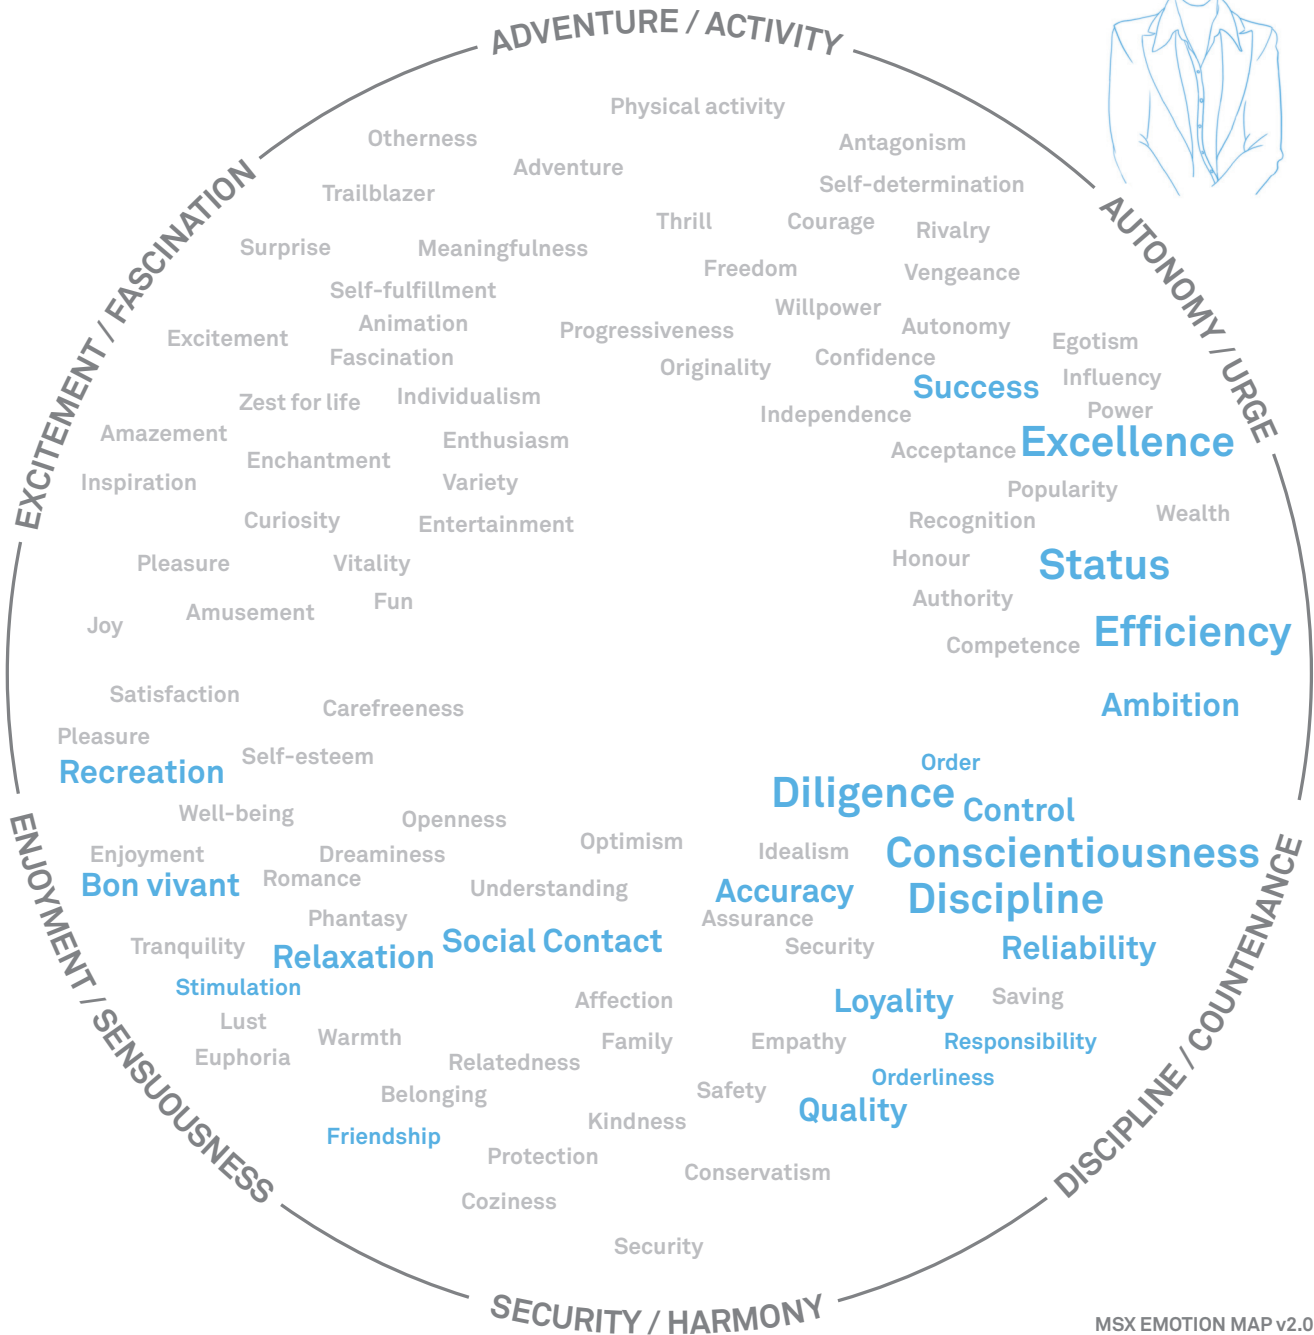 ADVENTURE / ACTIVITY
Physical activity
Otherness
Antagonism
Adventure
Self-determination
Trailblazer
Thrill
Courage
Rivalry
Surprise
Meaningfulness
Freedom
Vengeance
Self-fulfillment
Willpower
Animation
Progressiveness
Autonomy
Excitement
Egotism
Fascination
Originality
Confidence
Influency
Success
Zest for life
Individualism
Independence
Power
Amazement
Enthusiasm
Acceptance
Excellence
Enchantment
Inspiration
Variety
Popularity
Curiosity
Entertainment
Recognition
Wealth
Pleasure
Vitality
Honour
Status
Amusement
Fun
Authority
Joy
Competence
Efficiency
Satisfaction
Carefreeness
Ambition
Pleasure
Self-esteem
Order
Recreation
Diligence
Control
Well-being
Openness
Optimism
Idealism
Conscientiousness
Enjoyment
Dreaminess
Bon vivant
Romance
Understanding
Accuracy
Discipline
Phantasy
Assurance
Tranquility
Relaxation
Social Contact
Security
Reliability
Stimulation
Affection
Loyality
Saving
Lust
Warmth
Family
Empathy
Responsibility
Euphoria
Relatedness
Orderliness
Belonging
Safety
Quality
Kindness
Friendship
Protection
Conservatism
Coziness
Security
AUTONOMY / URGE
DISCIPLINE / COUNTENANCE
SECURITY / HARMONY
ENJOYMENT / SENSUOUSNESS
EXCITEMENT / FASCINATION
MSX EMOTION MAP v2.0